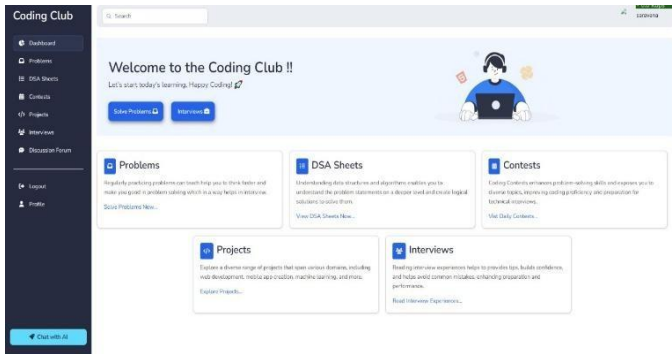 Coding Club
Search
saravana
Dashboard
Problems
DSA Sheets
Contests
Projects
Interviews
Discussion Forum
Logout
Profile
Chat with AI
Welcome to the Coding Club !!
Let's start today's learning, Happy Coding!
Solve Problems
Interviews
Problems
Regularly practicing problems can teach help you to think faster and
make you good in problem solving which in a way helps in interview.
Solve Problems Now...
DSA Sheets
Understanding data structures and algorithms enables you to
understand the problem statements on a deeper level and create logical
solutions to solve them.
View DSA Sheets Now...
Contests
Coding Contests enhances problem-solving skills and exposes you to
diverse topics, improving coding proficiency and preparation for
technical interviews.
Visit Daily Contests...
Projects
Explore a diverse range of projects that span various domains, including
web development, mobile app creation, machine learning, and more.
Explore Projects...
Interviews
Reading interview experiences helps to provides tips, builds confidence,
and helps avoid common mistakes, enhancing preparation and
performance.
Read Interview Experiences...